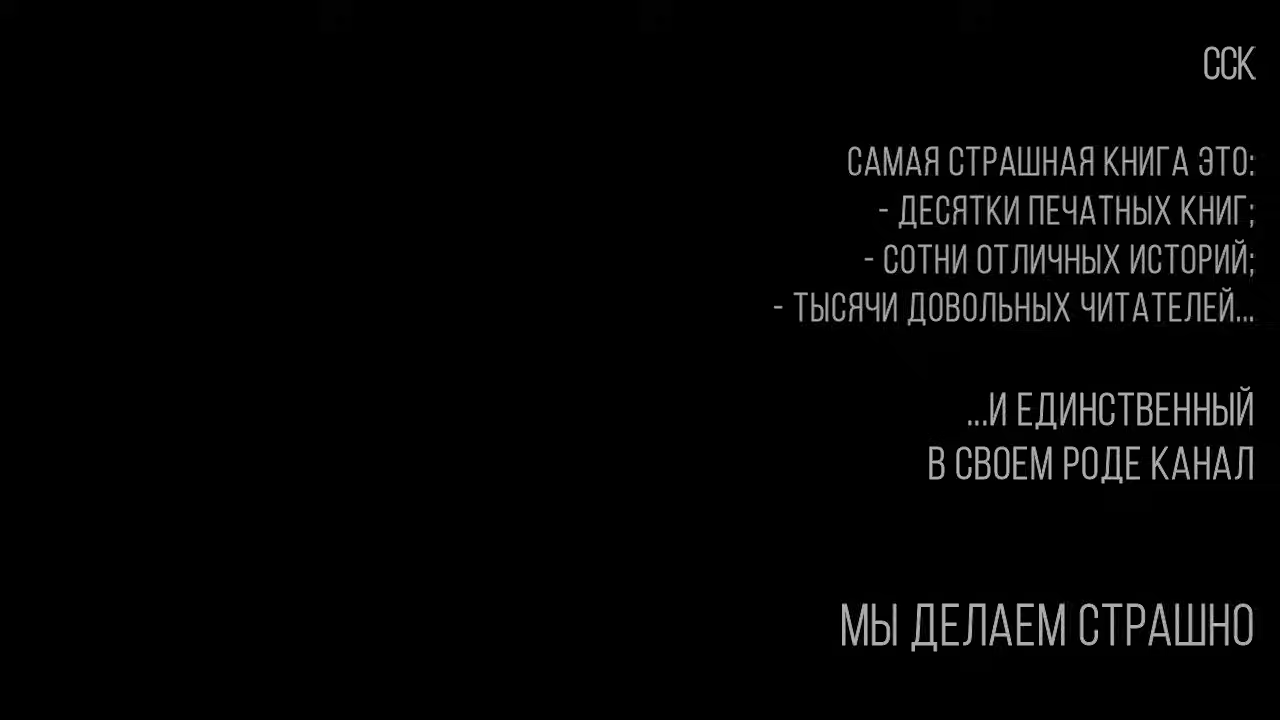 ССК
САМАЯ СТРАШНАЯ КНИГА ЭТО:
- ДЕСЯТКИ ПЕЧАТНЫХ КНИГ;
- СОТНИ ОТЛИЧНЫХ ИСТОРИЙ;
- ТЫСЯЧИ ДОВОЛЬНЫХ ЧИТАТЕЛЕЙ...
...И ЕДИНСТВЕННЫЙ
В СВОЕМ РОДЕ КАНАЛ
МЫ ДЕЛАЕМ СТРАШНО